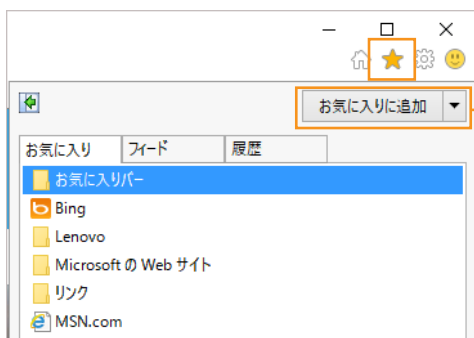 お気に入りに追加
お気に入り フィード 履歴
お気に入りバー
Bing
Lenovo
Microsoft の Web サイト
リンク
MSN.com